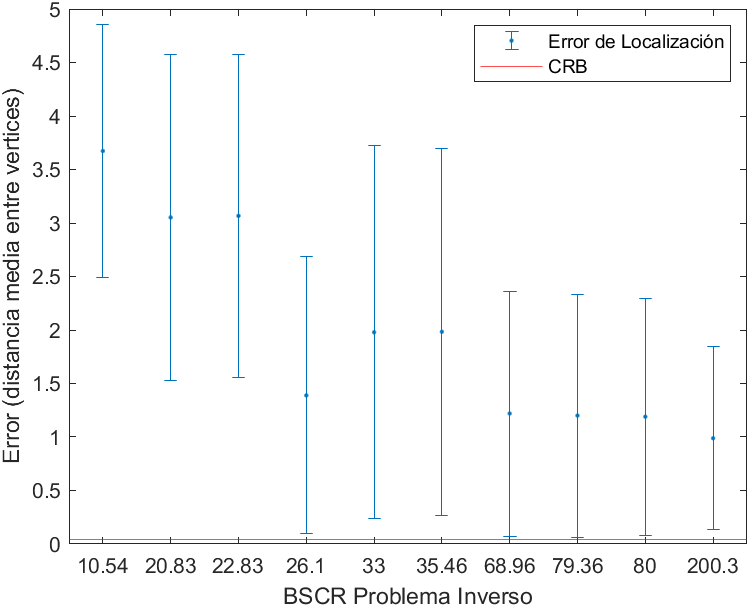 Error de Localización
CRB
Error (distancia media entre vertices)
5
4.5
4
3.5
3
2.5
2
1.5
1
0.5
0
10.54 20.83 22.83 26.1 33 35.46 68.96 79.36 80 200.3
BSCR Problema Inverso